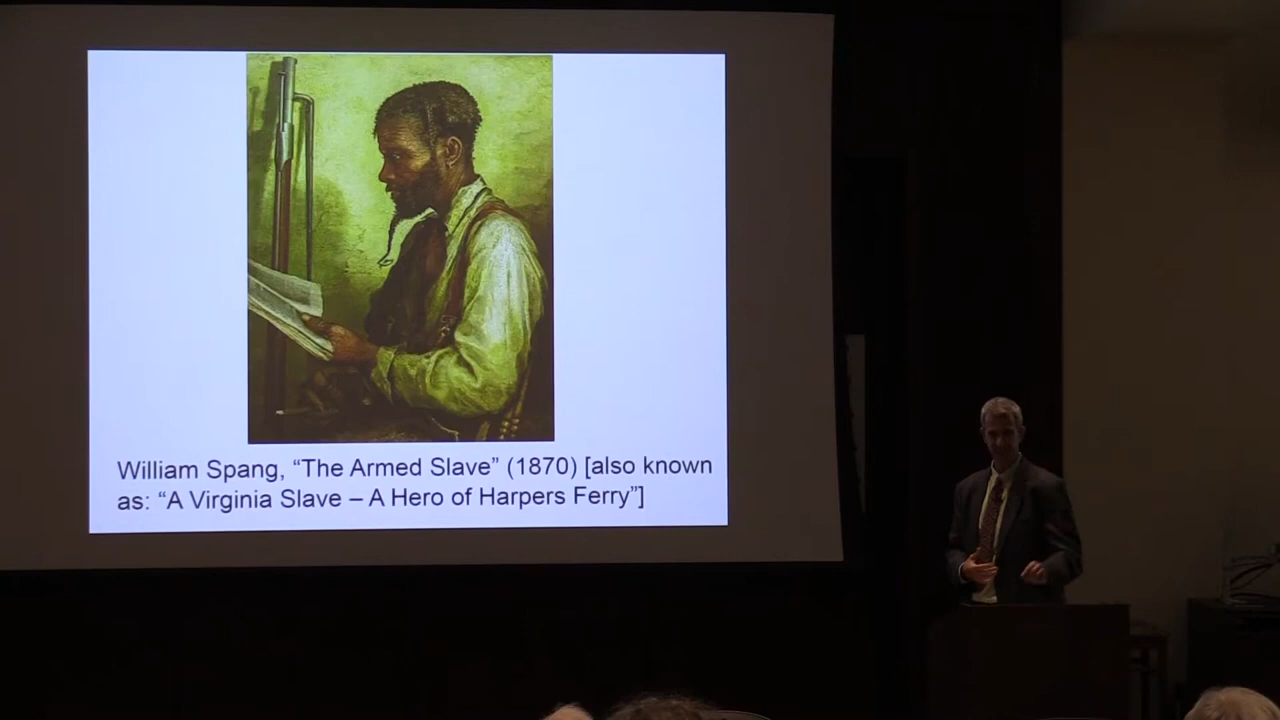 William Spang, “The Armed Slave” (1870) [also known
as: “A Virginia Slave – A Hero of Harpers Ferry”]